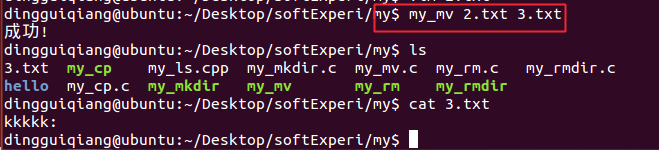 dingguiqiang@ubuntu:~/Desktop/softExperi/my$ my_mv 2.txt 3.txt
成功!
dingguiqiang@ubuntu:~/Desktop/softExperi/my$ ls
3.txt my_cp my_ls.cpp my_mkdir.c my_mv.c my_rm.c my_rmdir.c
hello my_cp.c my_mkdir my_mv my_rm my_rmdir
dingguiqiang@ubuntu:~/Desktop/softExperi/my$ cat 3.txt
kkkkk:
dingguiqiang@ubuntu:~/Desktop/softExperi/my$